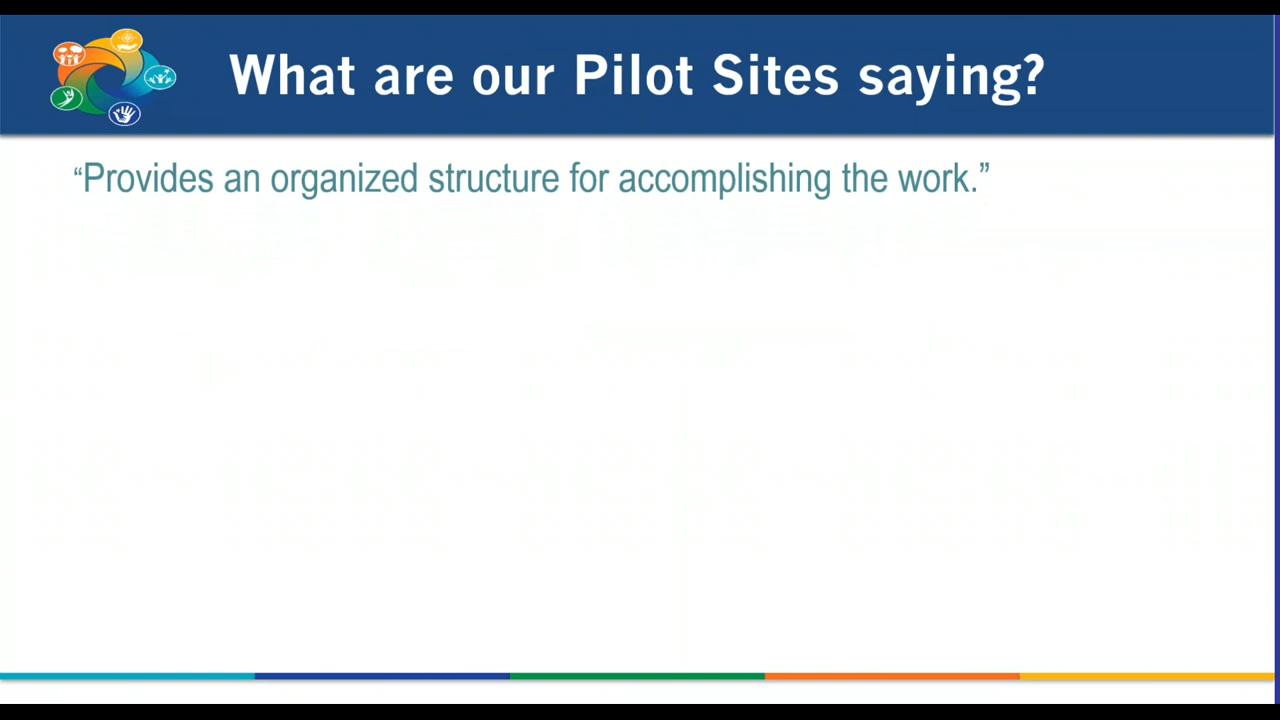 What are our Pilot Sites saying?
“Provides an organized structure for accomplishing the work.”